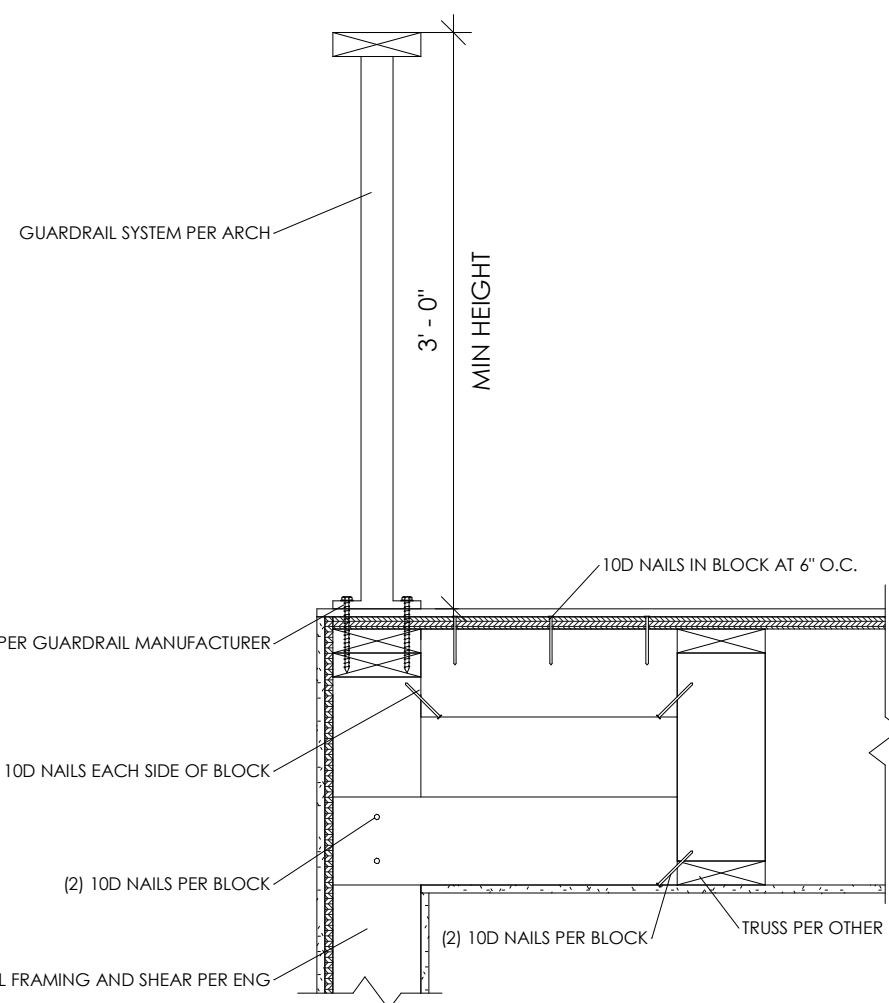 GUARDRAIL SYSTEM PER ARCH
3' - 0"
MIN HEIGHT
10D NAILS IN BLOCK AT 6" O.C.
PER GUARDRAIL MANUFACTURER
10D NAILS EACH SIDE OF BLOCK
(2) 10D NAILS PER BLOCK
(2) 10D NAILS PER BLOCK
TRUSS PER OTHER
FRAMING AND SHEAR PER ENG